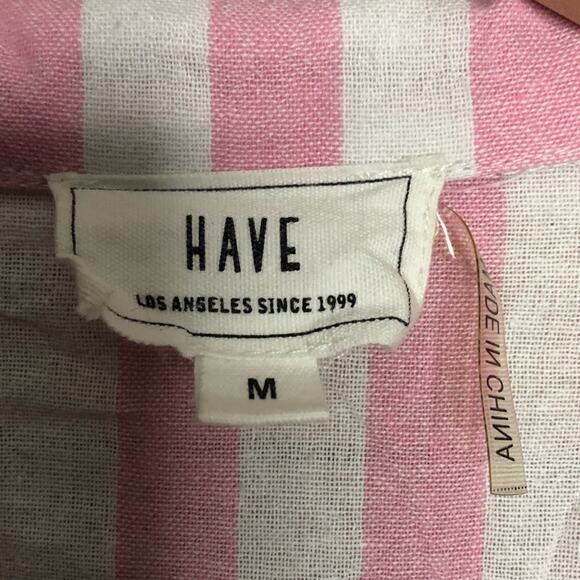 HAVE
LOS ANGELES SINCE 1999
M
MADE IN CHINA